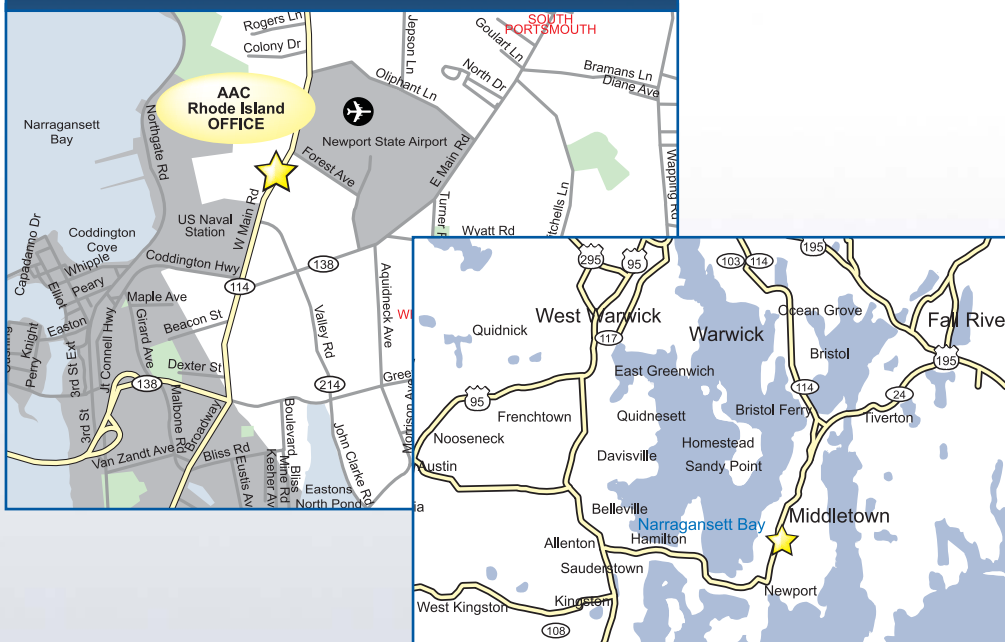 Rogers Ln
Colony Dr
Jepson Ln
Goulart Ln
SOUTH
PORTSMOUTH
North Dr
Bramans Ln
Diane Ave
Oliphant Ln
AAC
Rhode Island
OFFICE
Narragansett
Bay
Northgate Rd
Newport State Airport
Forest Ave
E Main Rd
Wapping Rd
W Main Rd
US Naval
Station
Turner
Wyatt Rd
Capadanno Dr
Coddington
Cove
Whipple
Coddington Hwy
138
Elliot
Peary
114
Aquidneck Ave
Maple Ave
Easton
Girard Ave
Beacon St
Valley Rd
Knight
Perry
3rd St Ext
Jt Connell Hwy
Dexter St
138
214
3rd St
Malbone Rd
Broadway
Boulevard
Van Zandt Ave
Bliss Rd
Eustis Av
Keeher Av
Bliss
Mine Rd
John Clarke Rd
Eastons
North Pond
295
95
103
114
195
West Warwick
Quidnick
117
Warwick
Ocean Grove
Bristol
195
East Greenwich
114
24
95
Frenchtown
Quidnesett
Bristol Ferry
Tiverton
Nooseneck
Homestead
Davisville
Sandy Point
Austin
Belleville
Narragansett Bay
Middletown
Allenton
Hamilton
Sauderstown
Newport
West Kingston
Kingston
108